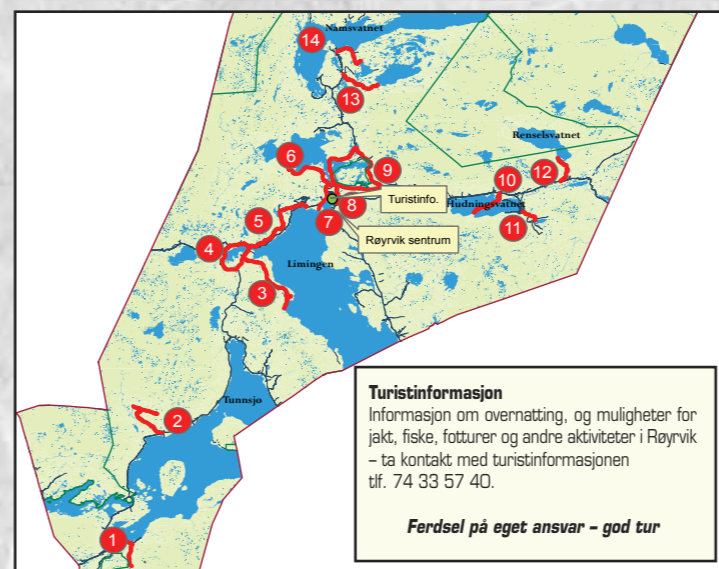 14
Namsvatnet
13
Renselsvatnet
6
9
10
12
Turistinfo.
8
Hudningsvatnet
5
7
11
Røyrvik sentrum
4
Limingen
3
Tunnsjø
2
1
Turistinformasjon
Informasjon om overnatting, og muligheter for
jakt, fiske, fotturer og andre aktiviteter i Røyrvik
– ta kontakt med turistinformasjonen
tlf. 74 33 57 40.
Ferdsel på eget ansvar – god tur